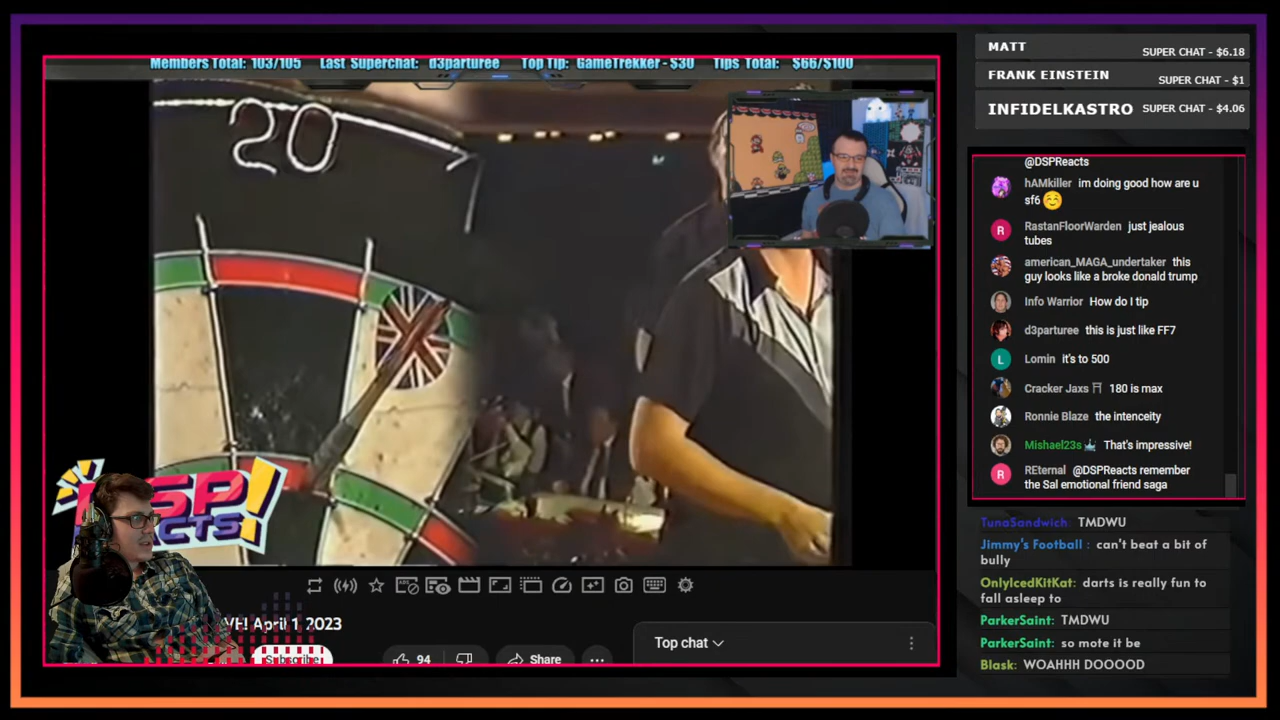 Members Total: 103/105 Last Superchat: d3parturee Top Tip: GameTrekker - $30 Tips Total: $66/$100
20
DSP
REACTS!
VE! April 1, 2023
Subscribe
94
Share
Top chat
MATT
SUPER CHAT - $6.18
FRANK EINSTEIN
SUPER CHAT - $1
INFIDELKASTRO
SUPER CHAT - $4.06
@DSPReacts
hAMkiller im doing good how are u
sf6
RastanFloorWarden just jealous
tubes
american_MAGA_undertaker this
guy looks like a broke donald trump
Info Warrior How do I tip
d3parturee this is just like FF7
Lomin it's to 500
Cracker Jaxs ⛩ 180 is max
Ronnie Blaze the intencity
Mishael23s That's impressive!
REternal @DSPReacts remember
the Sal emotional friend saga
TunaSandwich: TMDWU
Jimmy's Football : can't beat a bit of
bully
OnlyIcedKitKat: darts is really fun to
fall asleep to
ParkerSaint: TMDWU
ParkerSaint: so mote it be
Blask: WOAHHH DOOOOD